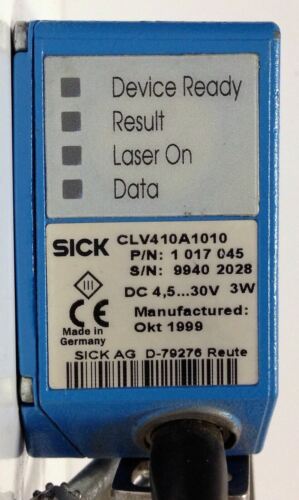 Device Ready
Result
Laser On
Data
SICK CLV410A1010
P/N: 1 017 045
S/N: 9940 2028
III
DC 4,5...30V 3W
CE
Manufactured:
Made in
Okt 1999
Germany
SICK AG D-79276 Reute